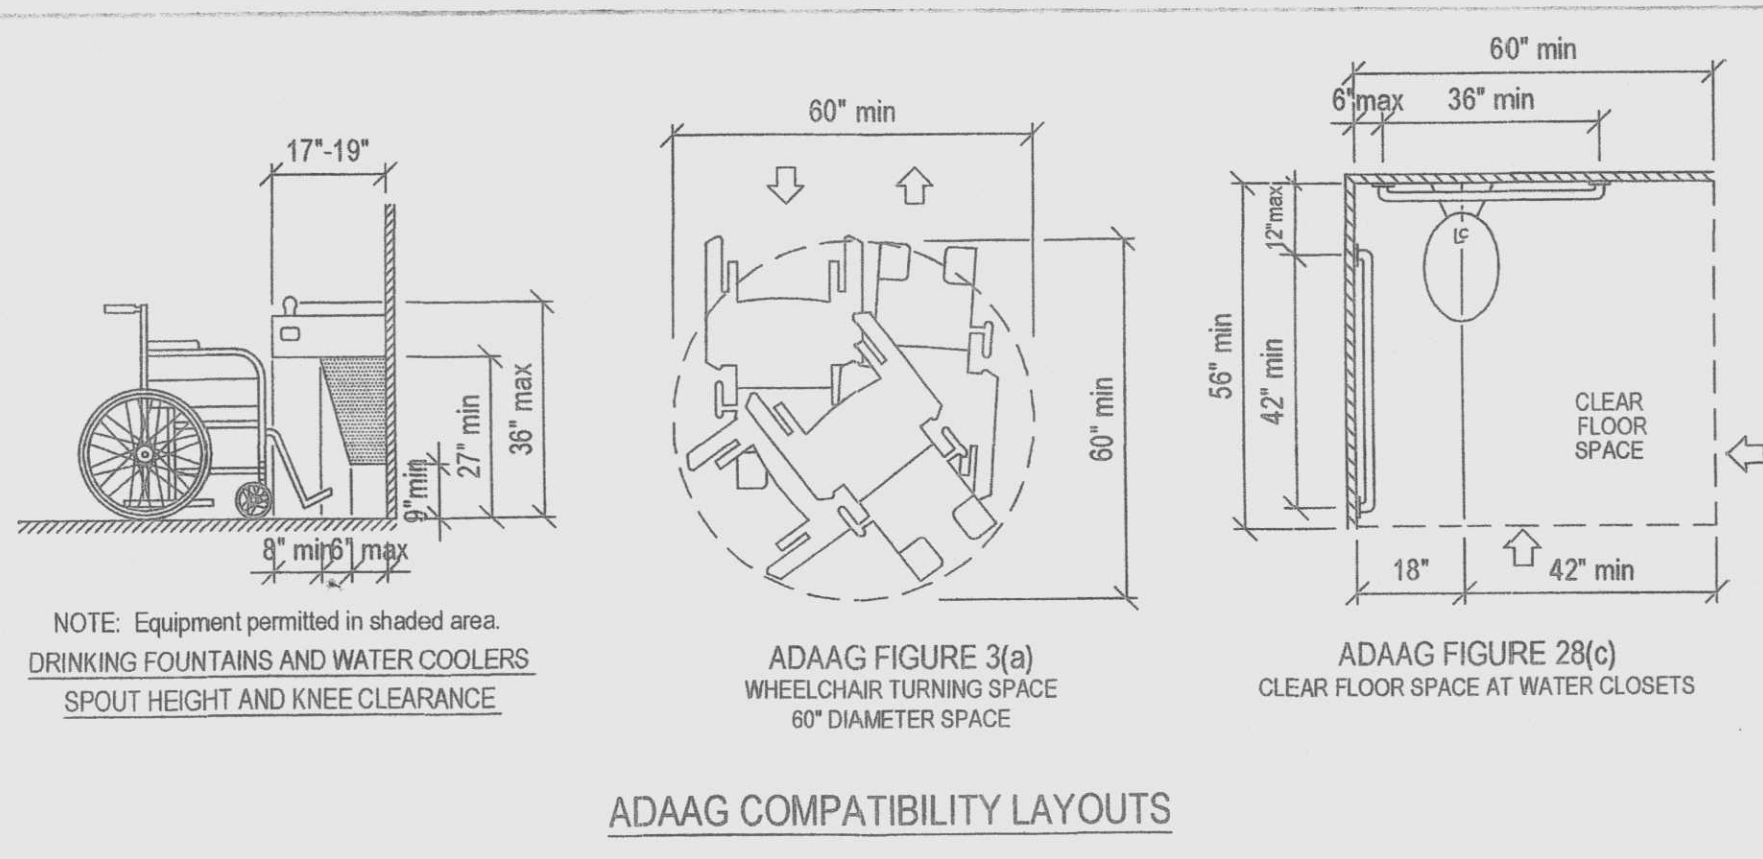 17"-19"
27" min
36" max
9" min
8" min
6" max
NOTE: Equipment permitted in shaded area.
DRINKING FOUNTAINS AND WATER COOLERS
SPOUT HEIGHT AND KNEE CLEARANCE
60" min
60" min
ADAAG FIGURE 3(a)
WHEELCHAIR TURNING SPACE
60" DIAMETER SPACE
60" min
6" max
36" min
12" max
56" min
42" min
CLEAR
FLOOR
SPACE
18"
42" min
ADAAG FIGURE 28(c)
CLEAR FLOOR SPACE AT WATER CLOSETS
ADAAG COMPATIBILITY LAYOUTS